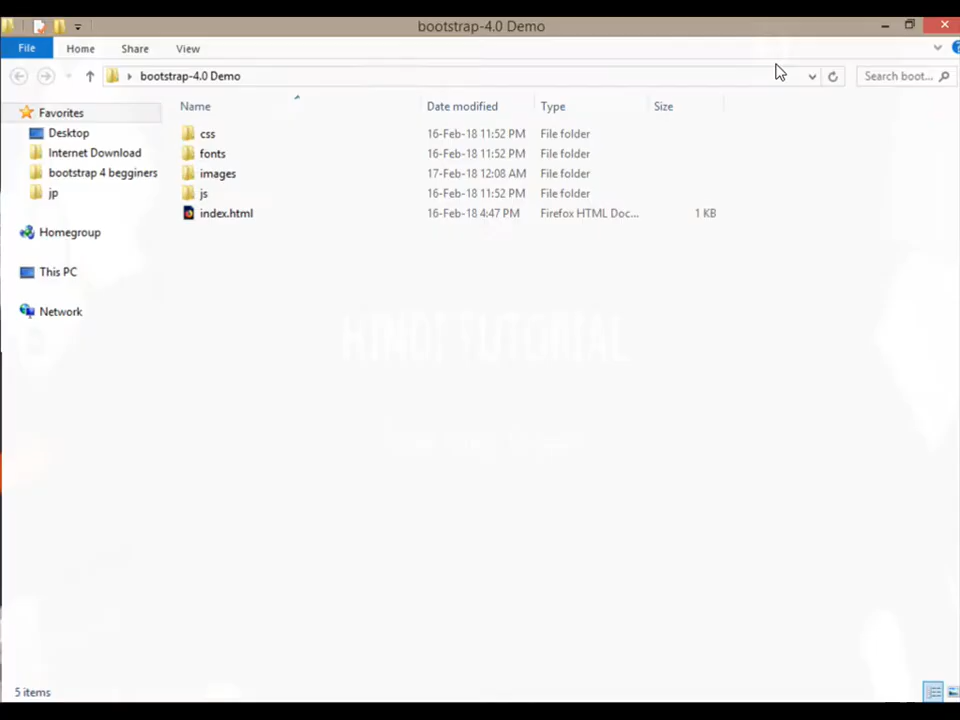 bootstrap-4.0 Demo
File Home Share View
bootstrap-4.0 Demo
Search boot...
Name Date modified Type Size
Favorites
Desktop
Internet Download
bootstrap 4 begginers
jp
Homegroup
This PC
Network
css 16-Feb-18 11:52 PM File folder
fonts 16-Feb-18 11:52 PM File folder
images 17-Feb-18 12:08 AM File folder
js 16-Feb-18 11:52 PM File folder
index.html 16-Feb-18 4:47 PM Firefox HTML Doc... 1 KB
HINDI TUTORIAL
5 items